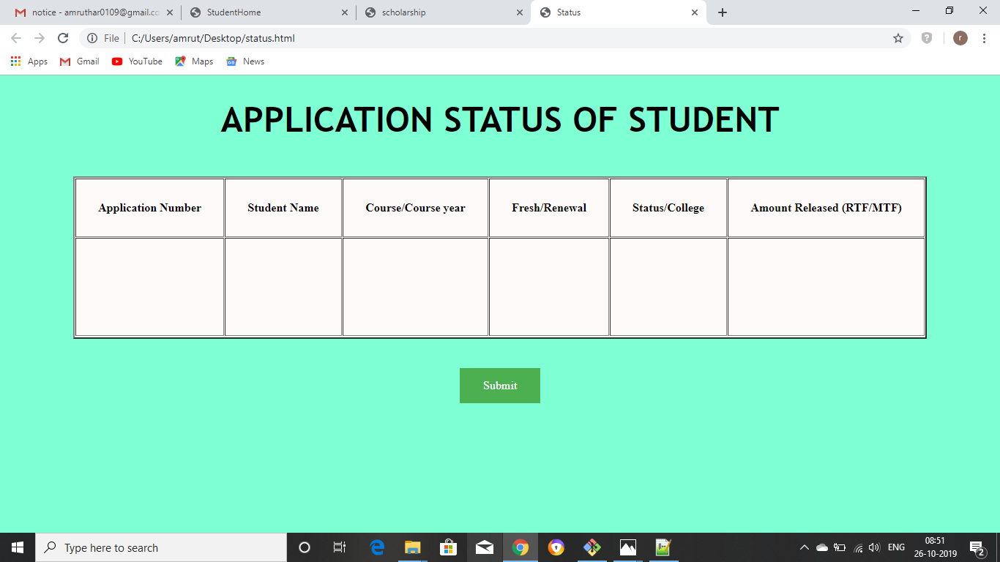 notice - amruthar0109@gmail.co
StudentHome
scholarship
Status
File
C:/Users/amrut/Desktop/status.html
r
Apps
Gmail
YouTube
Maps
News
APPLICATION STATUS OF STUDENT
Application Number
Student Name
Course/Course year
Fresh/Renewal
Status/College
Amount Released (RTF/MTF)
Submit
Type here to search
ENG
08:51
26-10-2019
2